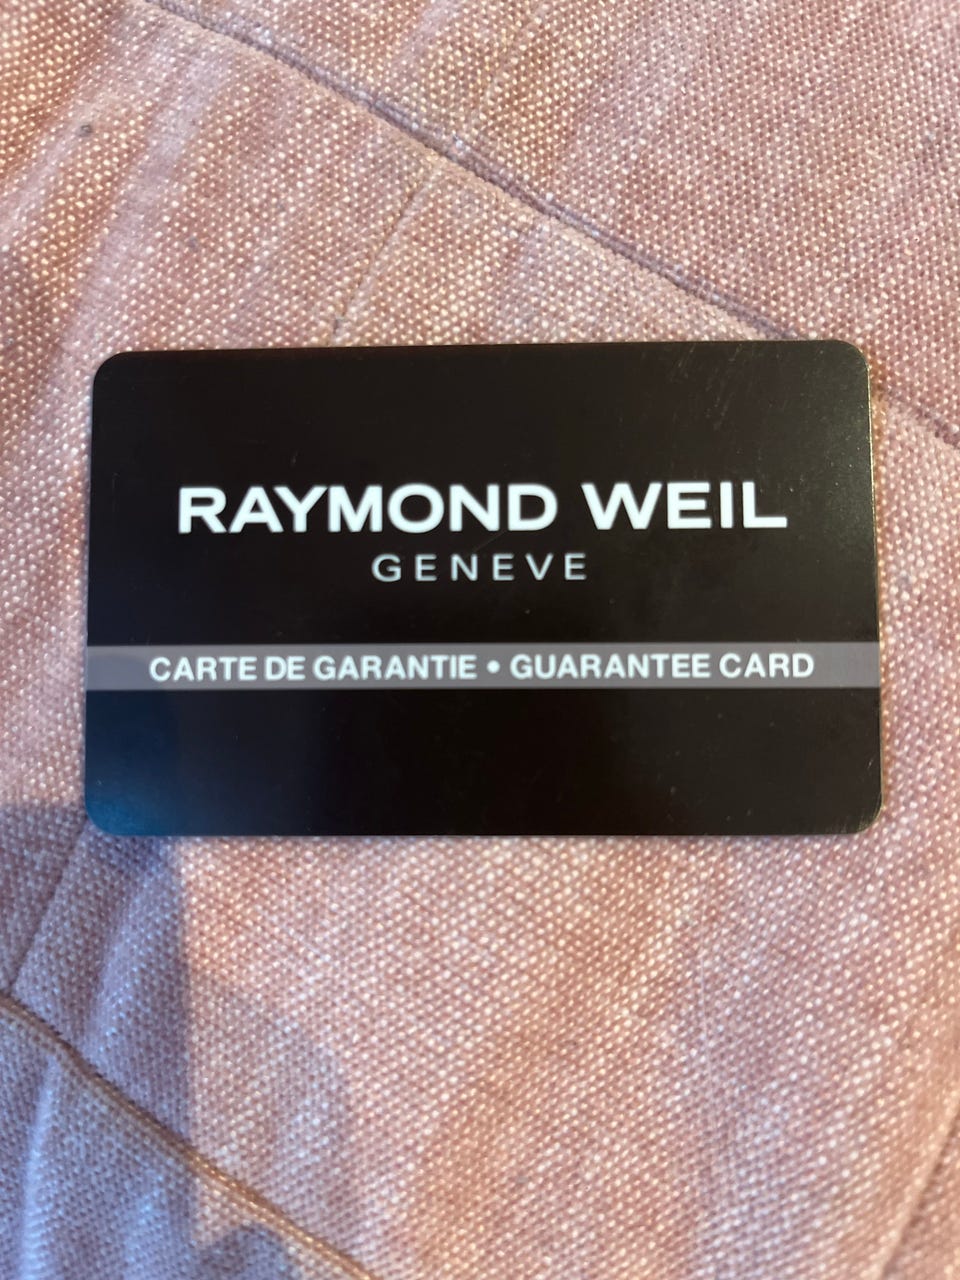 RAYMOND WEIL
GENEVE
CARTE DE GARANTIE • GUARANTEE CARD